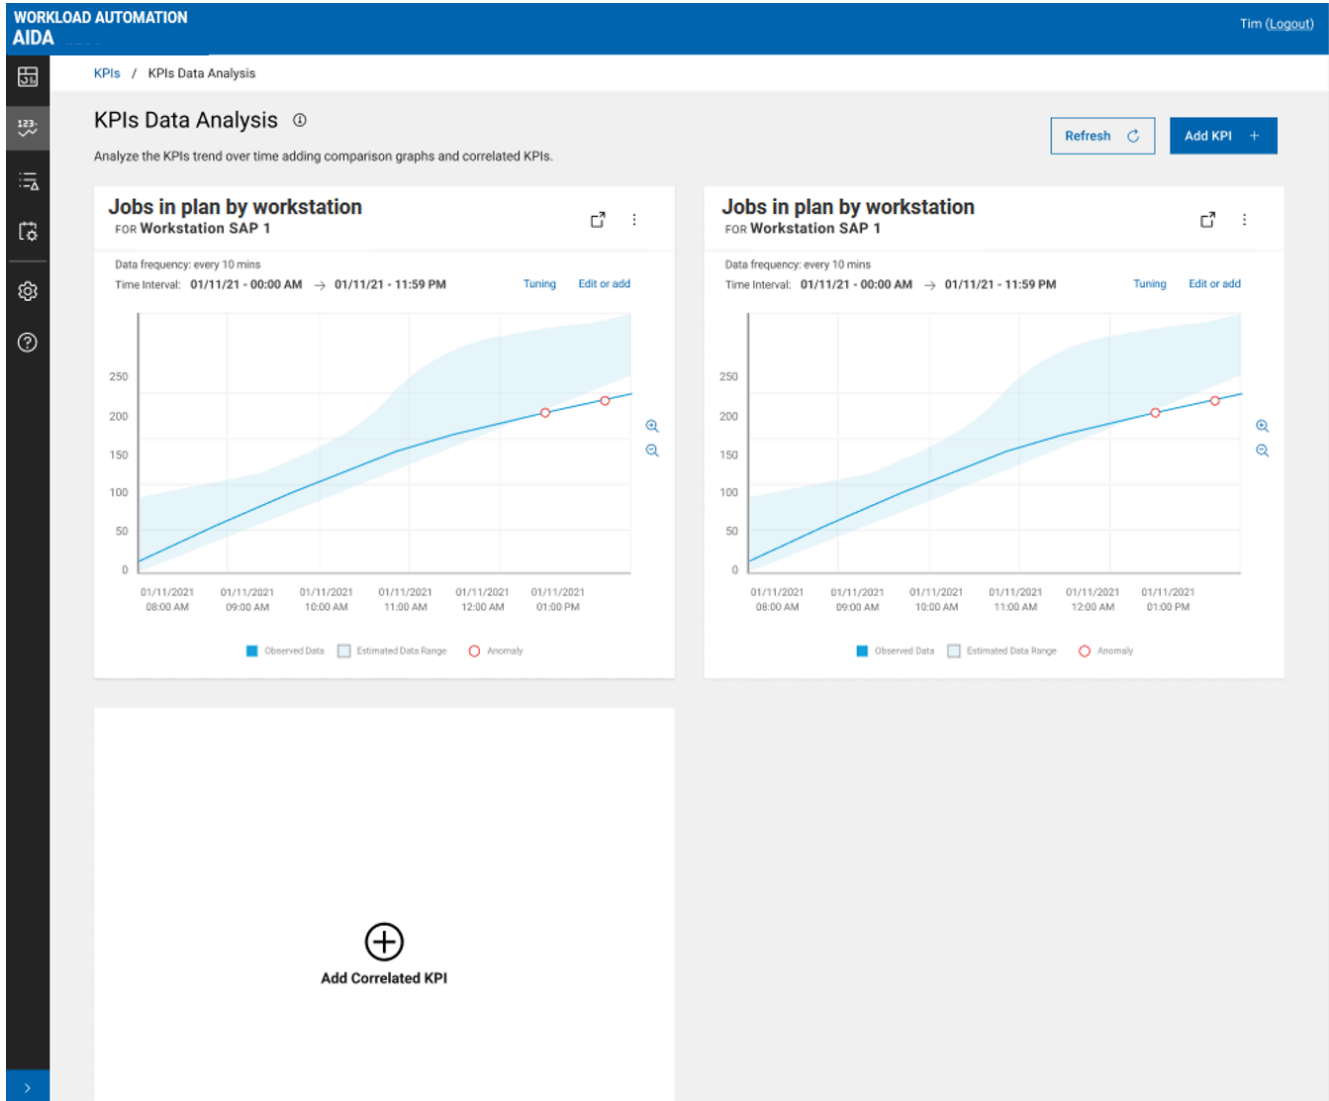 WORKLOAD AUTOMATION
AIDA
Tim (Logout)
KPIs / KPIs Data Analysis
123-
KPIs Data Analysis
Refresh
Add KPI +
Analyze the KPIs trend over time adding comparison graphs and correlated KPIs.
Jobs in plan by workstation
FOR Workstation SAP 1
Data frequency: every 10 mins
Time Interval: 01/11/21 - 00:00 AM → 01/11/21 - 11:59 PM
Tuning
Edit or add
250
200
150
100
50
0
01/11/2021 01/11/2021 01/11/2021 01/11/2021 01/11/2021 01/11/2021
08:00 AM 09:00 AM 10:00 AM 11:00 AM 12:00 AM 01:00 PM
Observed Data Estimated Data Range Anomaly
Jobs in plan by workstation
FOR Workstation SAP 1
Data frequency: every 10 mins
Time Interval: 01/11/21 - 00:00 AM → 01/11/21 - 11:59 PM
Tuning
Edit or add
250
200
150
100
50
0
01/11/2021 01/11/2021 01/11/2021 01/11/2021 01/11/2021 01/11/2021
08:00 AM 09:00 AM 10:00 AM 11:00 AM 12:00 AM 01:00 PM
Observed Data Estimated Data Range Anomaly
Add Correlated KPI